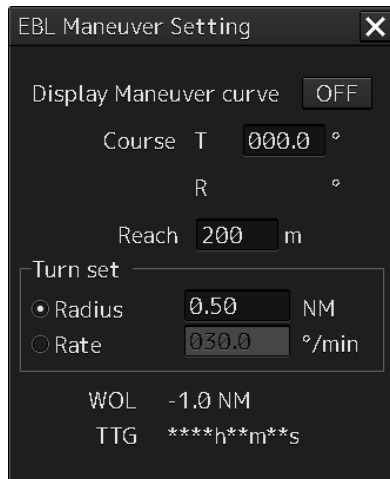 EBL Maneuver Setting
Display Maneuver curve OFF
Course T 000.0 °
R °
Reach 200 m
Turn set
Radius 0.50 NM
Rate 030.0 °/min
WOL -1.0 NM
TTG ****h**m**s